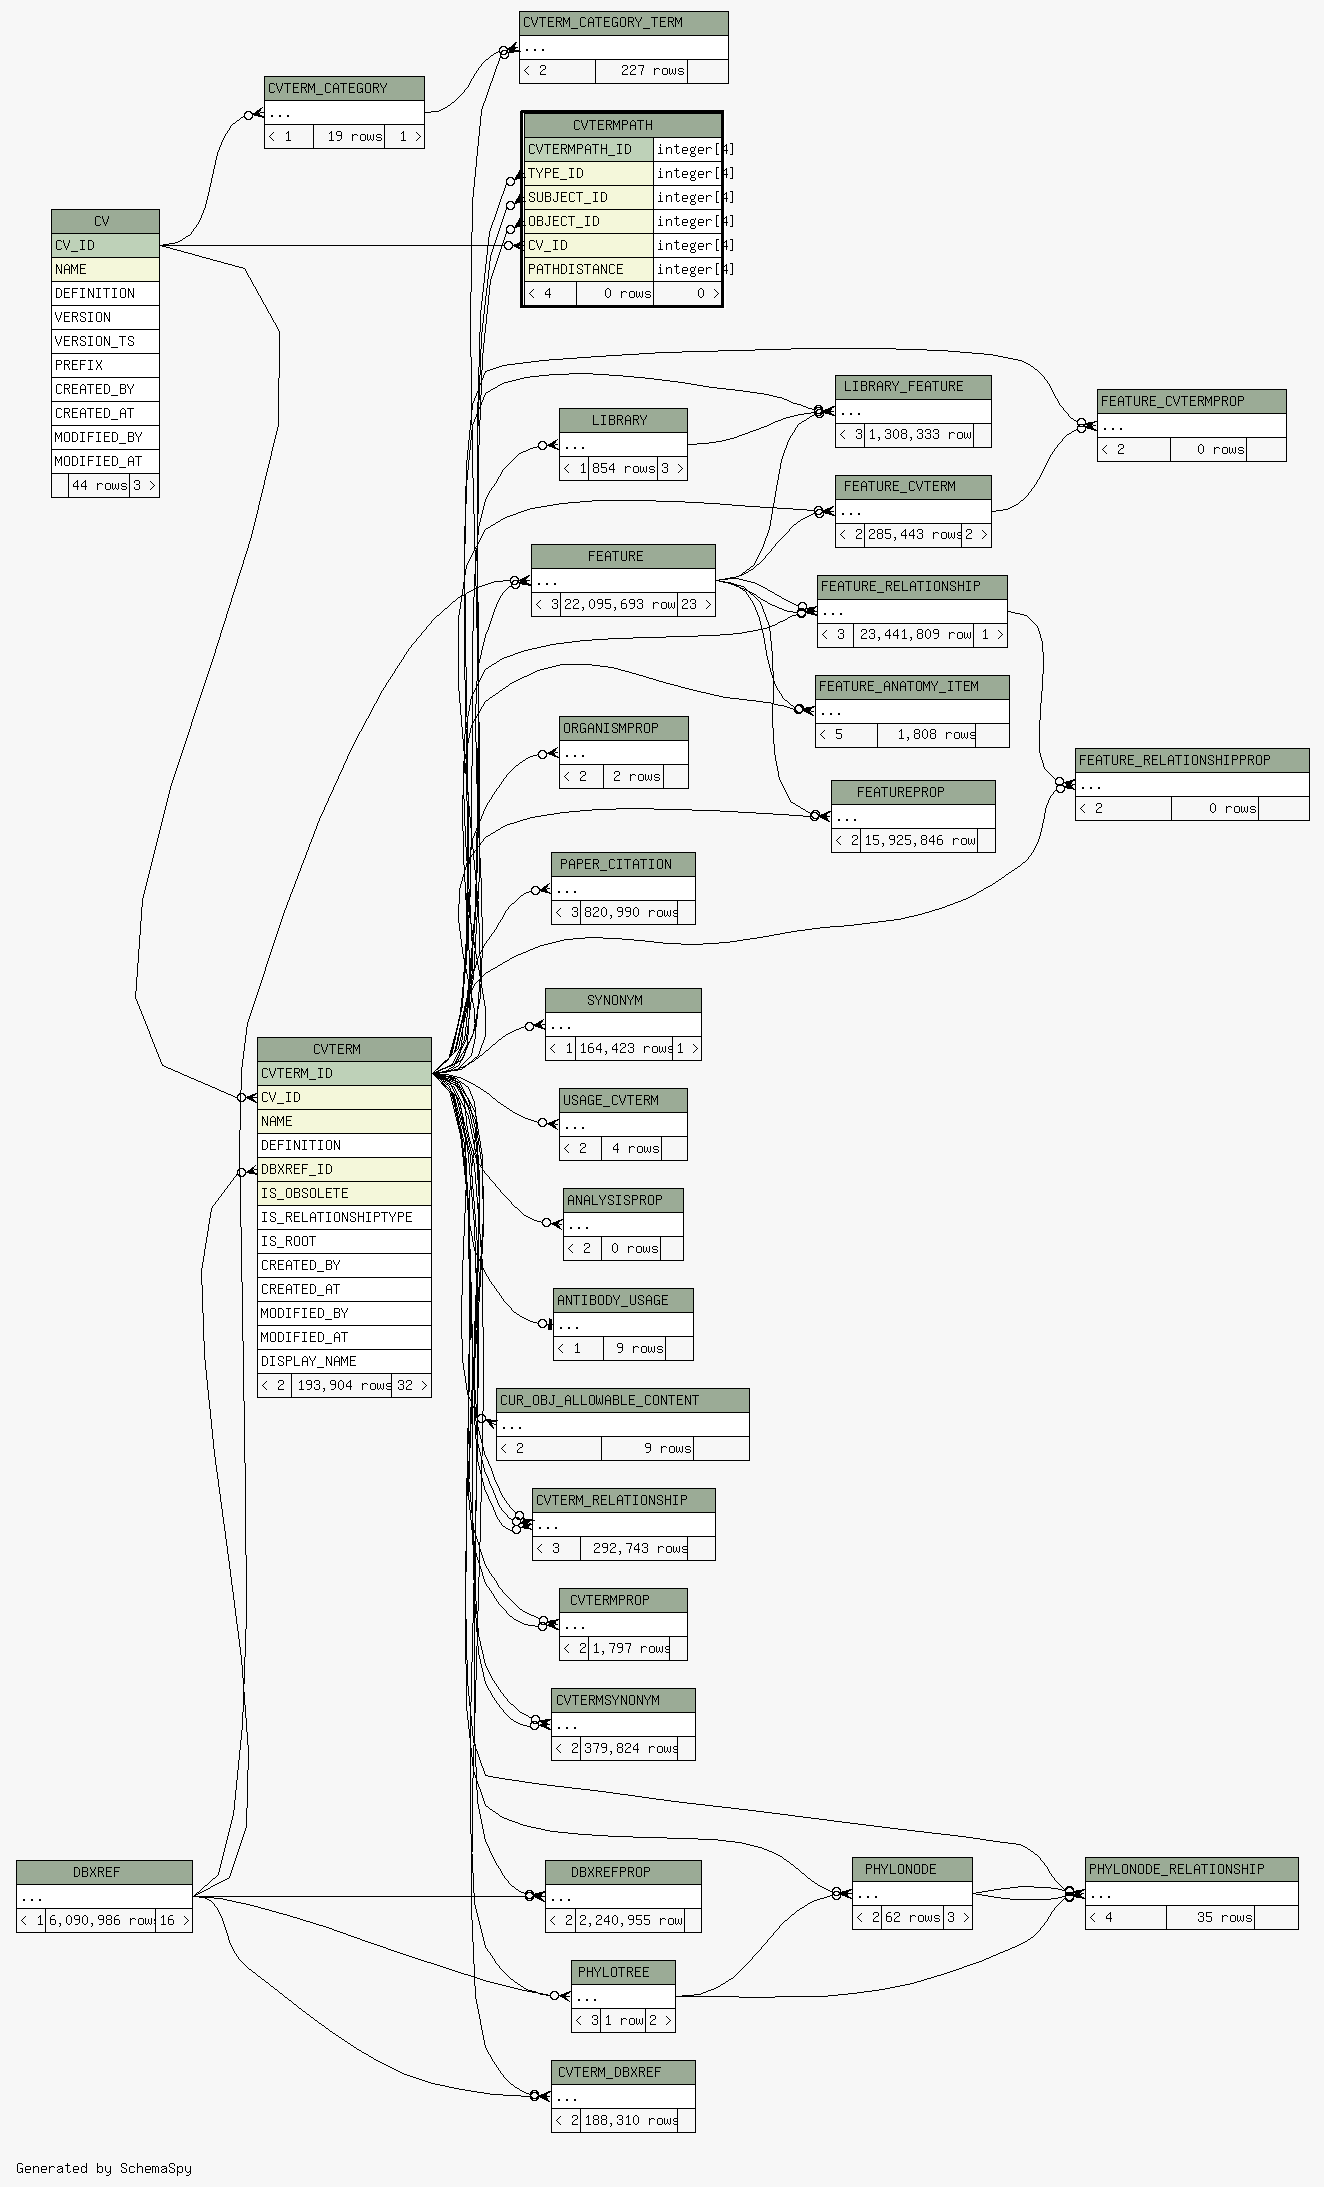 CVTERM_CATEGORY_TERM
...
< 2 227 rows
CVTERM_CATEGORY
...
< 1 19 rows 1 >
CVTERMPATH
CVTERMPATH_ID integer[4]
TYPE_ID integer[4]
SUBJECT_ID integer[4]
OBJECT_ID integer[4]
CV_ID integer[4]
PATHDISTANCE integer[4]
< 4 0 rows 0 >
CV
CV_ID
NAME
DEFINITION
VERSION
VERSION_TS
PREFIX
CREATED_BY
CREATED_AT
MODIFIED_BY
MODIFIED_AT
44 rows 3 >
LIBRARY_FEATURE
...
< 3 1,308,333 row
FEATURE_CVTERMPROP
...
< 2 0 rows
LIBRARY
...
< 1 854 rows 3 >
FEATURE_CVTERM
...
< 2 285,443 rows 2 >
FEATURE
...
< 3 22,095,693 row 23 >
FEATURE_RELATIONSHIP
...
< 3 23,441,809 row 1 >
FEATURE_ANATOMY_ITEM
...
< 5 1,808 rows
ORGANISMPROP
...
< 2 2 rows
FEATURE_RELATIONSHIPPROP
...
< 2 0 rows
FEATUREPROP
...
< 2 15,925,846 row
PAPER_CITATION
...
< 3 820,990 rows
SYNONYM
...
< 1 164,423 rows 1 >
CVTERM
CVTERM_ID
CV_ID
NAME
DEFINITION
DBXREF_ID
IS_OBSOLETE
IS_RELATIONSHIPTYPE
IS_ROOT
CREATED_BY
CREATED_AT
MODIFIED_BY
MODIFIED_AT
DISPLAY_NAME
< 2 193,904 rows 32 >
USAGE_CVTERM
...
< 2 4 rows
ANALYSISPROP
...
< 2 0 rows
ANTIBODY_USAGE
...
< 1 9 rows
CUR_OBJ_ALLOWABLE_CONTENT
...
< 2 9 rows
CVTERM_RELATIONSHIP
...
< 3 292,743 rows
CVTERMPROP
...
< 2 1,797 rows
CVTERMSYNONYM
...
< 2 379,824 rows
DBXREF
...
< 1 6,090,986 row 16 >
DBXREFPROP
...
< 2 2,240,955 row
PHYLONODE
...
< 2 62 rows 3 >
PHYLONODE_RELATIONSHIP
...
< 4 35 rows
PHYLOTREE
...
< 3 1 row 2 >
CVTERM_DBXREF
...
< 2 188,310 rows
Generated by SchemaSpy